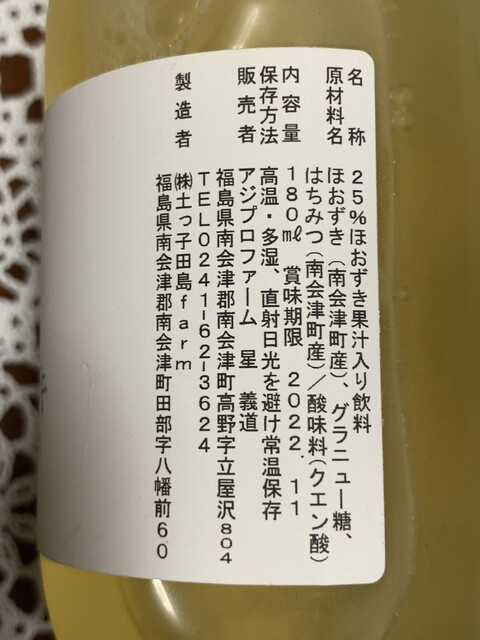 名称 25%ほおずき果汁入り飲料
原材料名 ほおずき(南会津町産)、グラニュー糖、
はちみつ(南会津町産)/酸味料(クエン酸)
内容量 180㎖ 賞味期限 2022.11
保存方法 高温・多湿、直射日光を避け常温保存
販売者 アジプロファーム 星 義道
福島県南会津郡南会津町高野字立屋沢804
TEL0241-62-3624
製造者 ㈱土っ子田島farm
福島県南会津郡南会津町田部字八幡前60